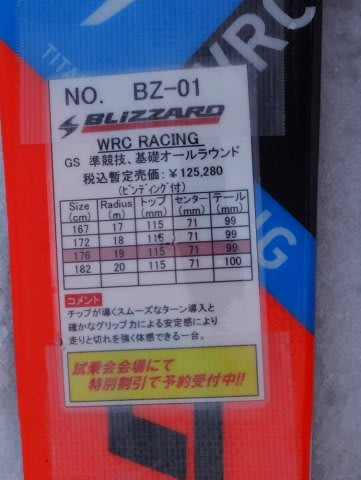 TITA
WRC
NO. BZ-01
BLIZZARD
WRC RACING
GS 準競技、基礎オールラウンド
税込暫定売価：￥125,280
(ビンディング付)
Size (cm) Radius (m) トップ (mm) センター (mm) テール (mm)
167 17 115 71 99
172 18 115 71 99
176 19 115 71 99
182 20 115 71 100
NG
コメント
チップが導くスムーズなターン導入と
確かなグリップ力による安定感により
走りと切れを強く体感できる一台。
試乗会会場にて
特別割引で予約受付中!!